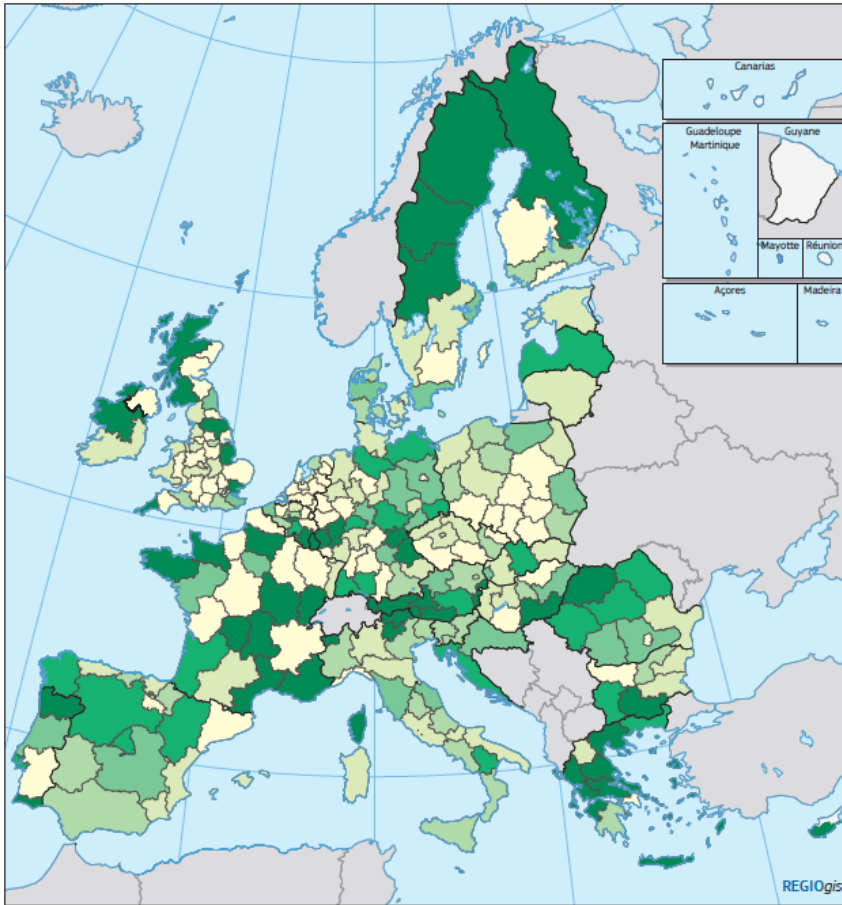 Canarias
Guadeloupe
Martinique
Guyane
Mayotte
Réunion
Açores
Madeira
REGIOgis